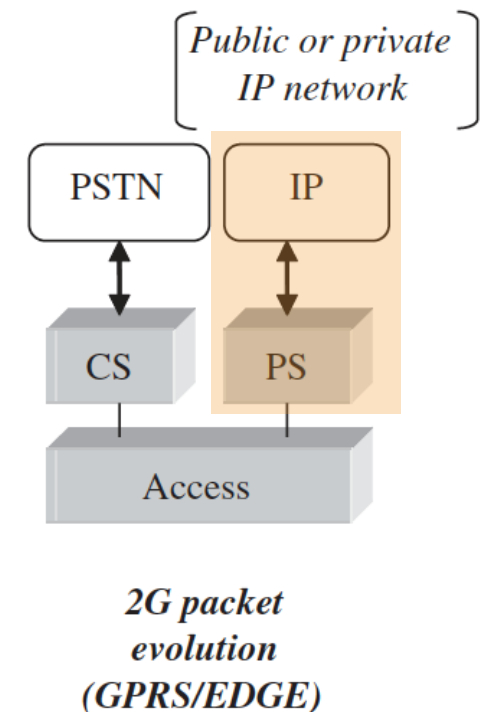 Public or private
IP network
PSTN
IP
CS
PS
Access
2G packet
evolution
(GPRS/EDGE)